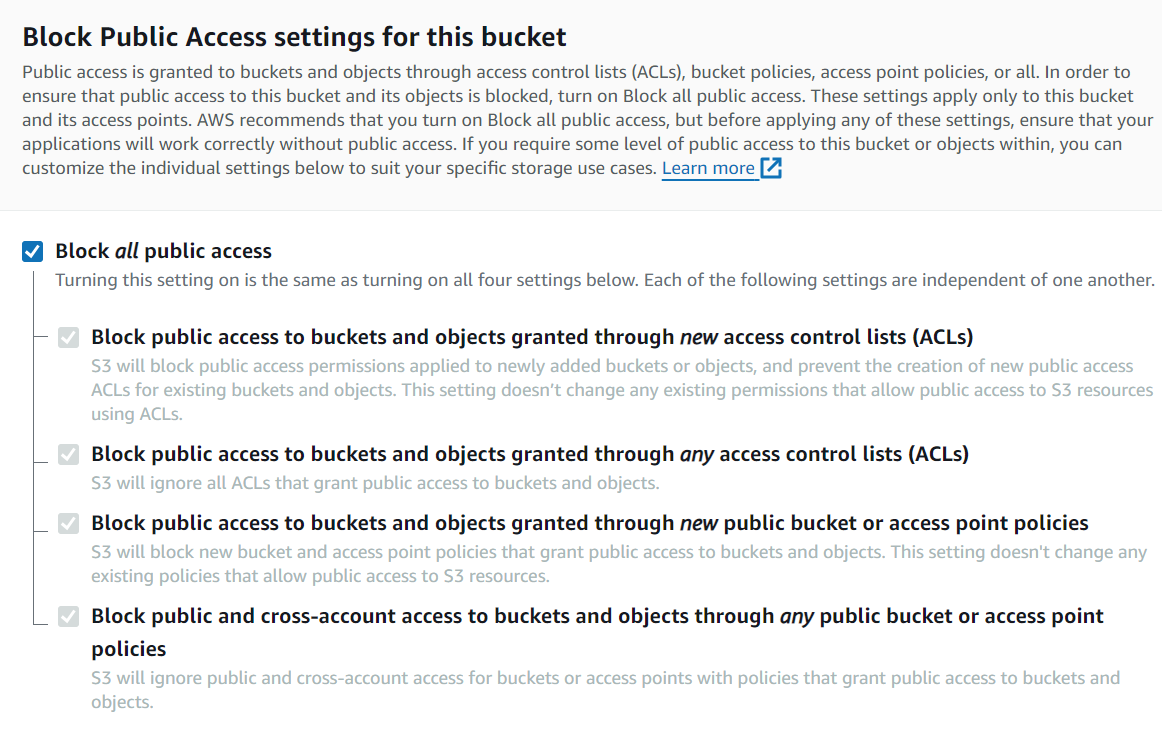 Block Public Access settings for this bucket
Public access is granted to buckets and objects through access control lists (ACLs), bucket policies, access point policies, or all. In order to
ensure that public access to this bucket and its objects is blocked, turn on Block all public access. These settings apply only to this bucket
and its access points. AWS recommends that you turn on Block all public access, but before applying any of these settings, ensure that your
applications will work correctly without public access. If you require some level of public access to this bucket or objects within, you can
customize the individual settings below to suit your specific storage use cases. Learn more
Block all public access
Turning this setting on is the same as turning on all four settings below. Each of the following settings are independent of one another.
Block public access to buckets and objects granted through new access control lists (ACLs)
S3 will block public access permissions applied to newly added buckets or objects, and prevent the creation of new public access
ACLs for existing buckets and objects. This setting doesn’t change any existing permissions that allow public access to S3 resources
using ACLs.
Block public access to buckets and objects granted through any access control lists (ACLs)
S3 will ignore all ACLs that grant public access to buckets and objects.
Block public access to buckets and objects granted through new public bucket or access point policies
S3 will block new bucket and access point policies that grant public access to buckets and objects. This setting doesn't change any
existing policies that allow public access to S3 resources.
Block public and cross-account access to buckets and objects through any public bucket or access point
policies
S3 will ignore public and cross-account access for buckets or access points with policies that grant public access to buckets and
objects.